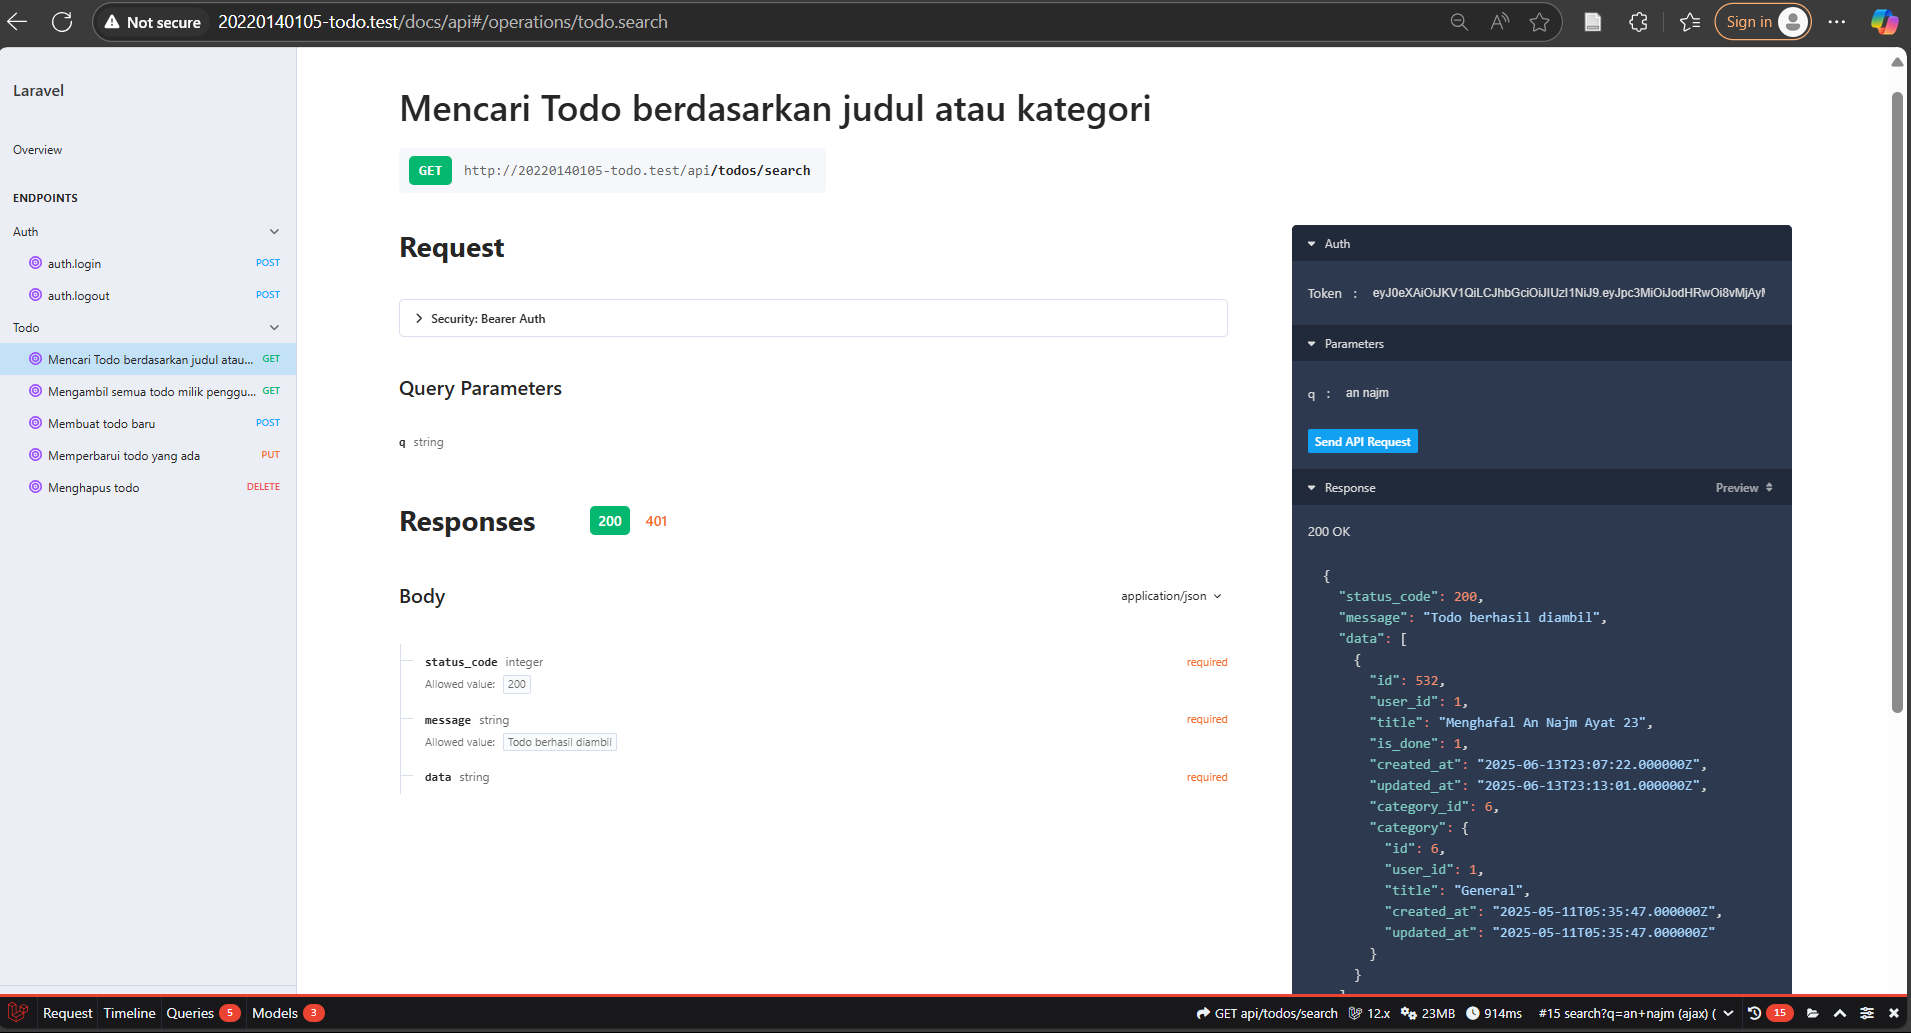 Not secure 20220140105-todo.test/docs/api#/operations/todo.search Sign in
Laravel
Overview
ENDPOINTS
Auth
auth.login POST
auth.logout POST
Todo
Mencari Todo berdasarkan judul atau... GET
Mengambil semua todo milik penggu... GET
Membuat todo baru POST
Memperbarui todo yang ada PUT
Menghapus todo DELETE
Mencari Todo berdasarkan judul atau kategori
GET http://20220140105-todo.test/api/todos/search
Request
Security: Bearer Auth
Query Parameters
q string
Responses 200 401
Body application/json
status_code integer required
Allowed value: 200
message string required
Allowed value: Todo berhasil diambil
data string required
Auth
Token :
Parameters
q : an najm
Send API Request
Response Preview
200 OK
{
"status_code": 200,
"message": "Todo berhasil diambil",
"data": [
{
"id": 532,
"user_id": 1,
"title": "Menghafal An Najm Ayat 23",
"is_done": 1,
"created_at": "2025-06-13T23:07:22.000000Z",
"updated_at": "2025-06-13T23:13:01.000000Z",
"category_id": 6,
"category": {
"id": 6,
"user_id": 1,
"title": "General",
"created_at": "2025-05-11T05:35:47.000000Z",
"updated_at": "2025-05-11T05:35:47.000000Z"
}
}
Request Timeline Queries 5 Models 3 GET api/todos/search 12.x 23MB 914ms #15 search?q=an+najm (ajax) ( 15